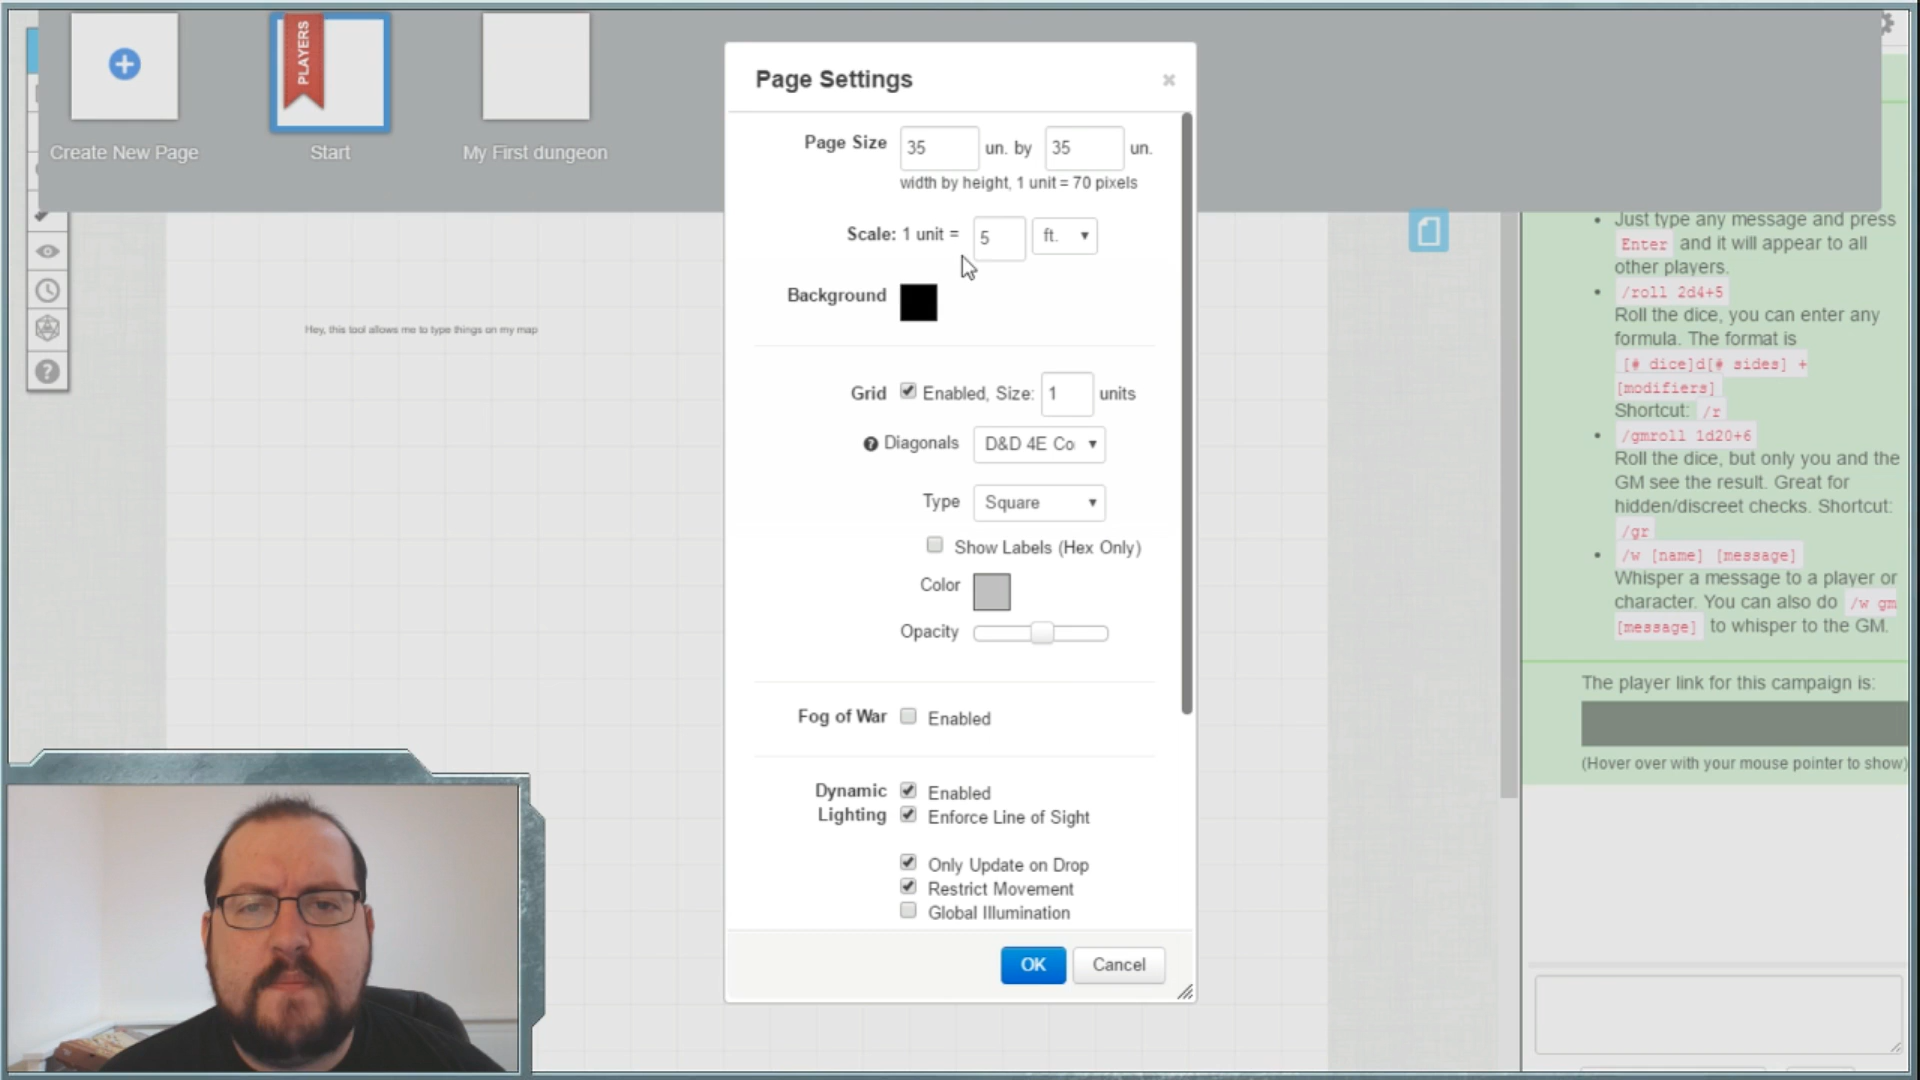 PLAYERS
Create New Page
Start
My First dungeon
Hey, this tool allows me to type things on my map
Page Settings
Page Size 35 un. by 35 un.
width by height, 1 unit = 70 pixels
Scale: 1 unit = 5 ft.
Background
Grid Enabled, Size: 1 units
Diagonals D&D 4E Co
Type Square
Show Labels (Hex Only)
Color
Opacity
Fog of War Enabled
Dynamic Enabled
Lighting Enforce Line of Sight
Only Update on Drop
Restrict Movement
Global Illumination
OK Cancel
Just type any message and press
Enter and it will appear to all
other players.
/roll 2d4+5
Roll the dice, you can enter any
formula. The format is
[# dice]d[# sides] +
[modifiers]
Shortcut: /r
/gmroll 1d20+6
Roll the dice, but only you and the
GM see the result. Great for
hidden/discreet checks. Shortcut:
/gr
/w [name] [message]
Whisper a message to a player or
character. You can also do /w gm
[message] to whisper to the GM.
The player link for this campaign is:
(Hover over with your mouse pointer to show)